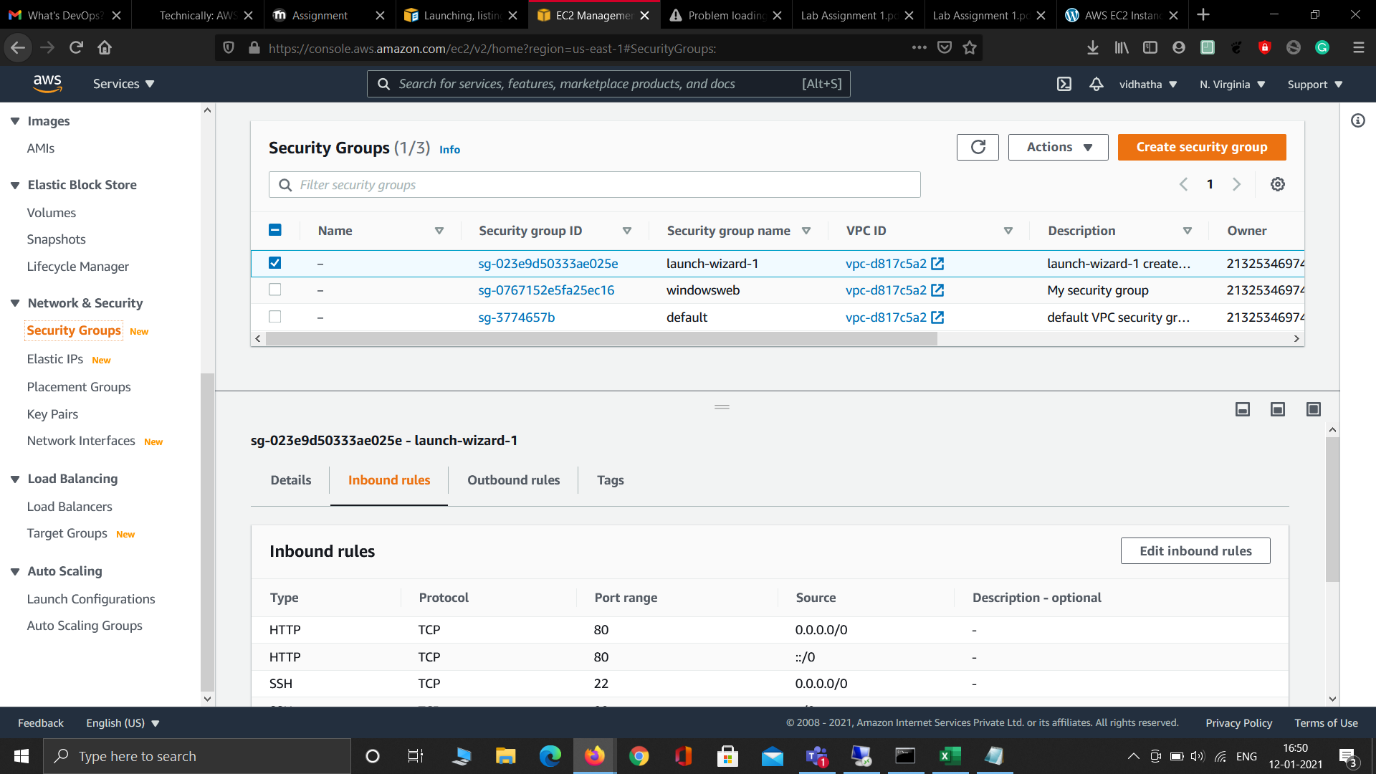 What's DevOps?
Technically: AWS
Assignment
Launching, listin
EC2 Managemen
Problem loading
Lab Assignment 1.pd
Lab Assignment 1.pd
AWS EC2 Instanc
https://console.aws.amazon.com/ec2/v2/home?region=us-east-1#SecurityGroups:
aws
Services
Search for services, features, marketplace products, and docs
[Alt+S]
vidhatha
N. Virginia
Support
Images
AMIs
Elastic Block Store
Volumes
Snapshots
Lifecycle Manager
Network & Security
Security Groups New
Elastic IPs New
Placement Groups
Key Pairs
Network Interfaces New
Load Balancing
Load Balancers
Target Groups New
Auto Scaling
Launch Configurations
Auto Scaling Groups
Security Groups (1/3) Info
Actions
Create security group
Filter security groups
1
Name Security group ID Security group name VPC ID Description Owner
– sg-023e9d50333ae025e launch-wizard-1 vpc-d817c5a2 launch-wizard-1 create... 21325346974
– sg-0767152e5fa25ec16 windowsweb vpc-d817c5a2 My security group 21325346974
– sg-3774657b default vpc-d817c5a2 default VPC security gr... 21325346974
sg-023e9d50333ae025e - launch-wizard-1
Details Inbound rules Outbound rules Tags
Inbound rules
Edit inbound rules
Type Protocol Port range Source Description - optional
HTTP TCP 80 0.0.0.0/0 -
HTTP TCP 80 ::/0 -
SSH TCP 22 0.0.0.0/0 -
Feedback English (US) © 2008 - 2021, Amazon Internet Services Private Ltd. or its affiliates. All rights reserved. Privacy Policy Terms of Use
Type here to search
1
ENG
16:50
12-01-2021
3